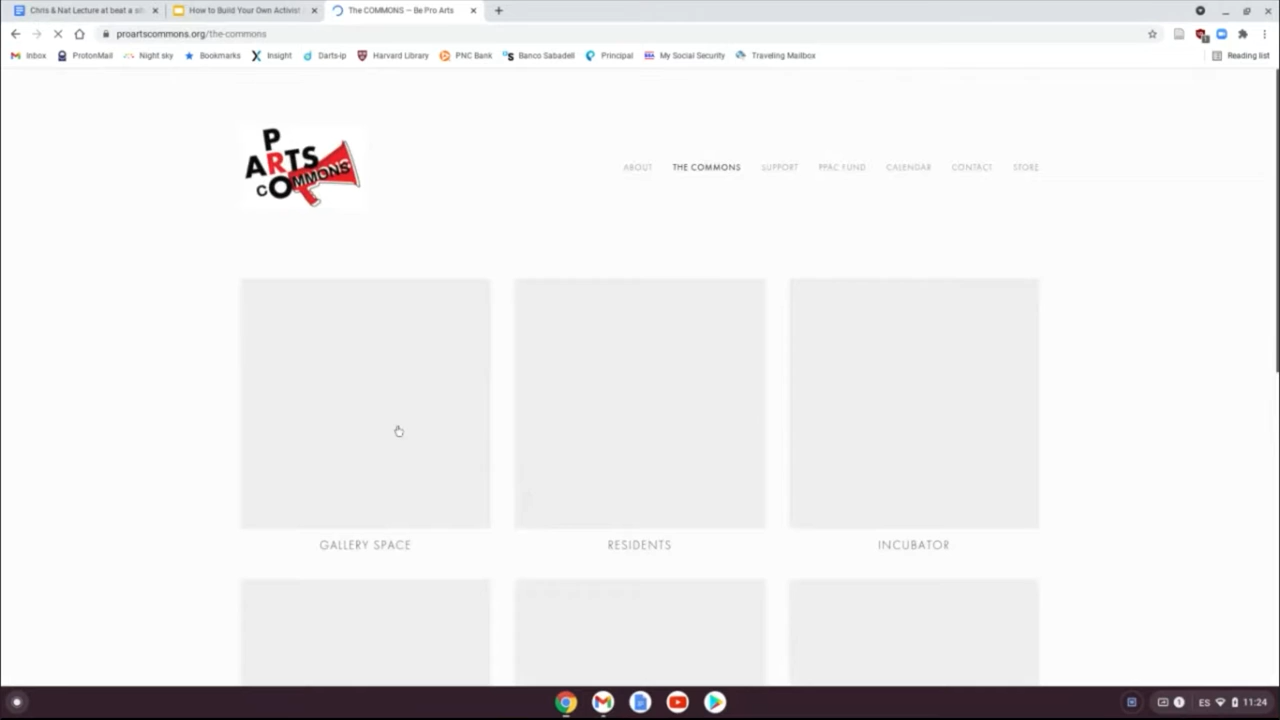 Chris & Nat Lecture at beat a sit
How to Build Your Own Activist
The COMMONS — Be Pro Arts
proartscommons.org/the-commons
Inbox ProtonMail Night sky Bookmarks Insight Darts-ip Harvard Library PNC Bank Banco Sabadell Principal My Social Security Traveling Mailbox Reading list
PRO
ARTS
COMMONS
ABOUT THE COMMONS SUPPORT PPAC FUND CALENDAR CONTACT STORE
GALLERY SPACE RESIDENTS INCUBATOR
1 ES 11:24